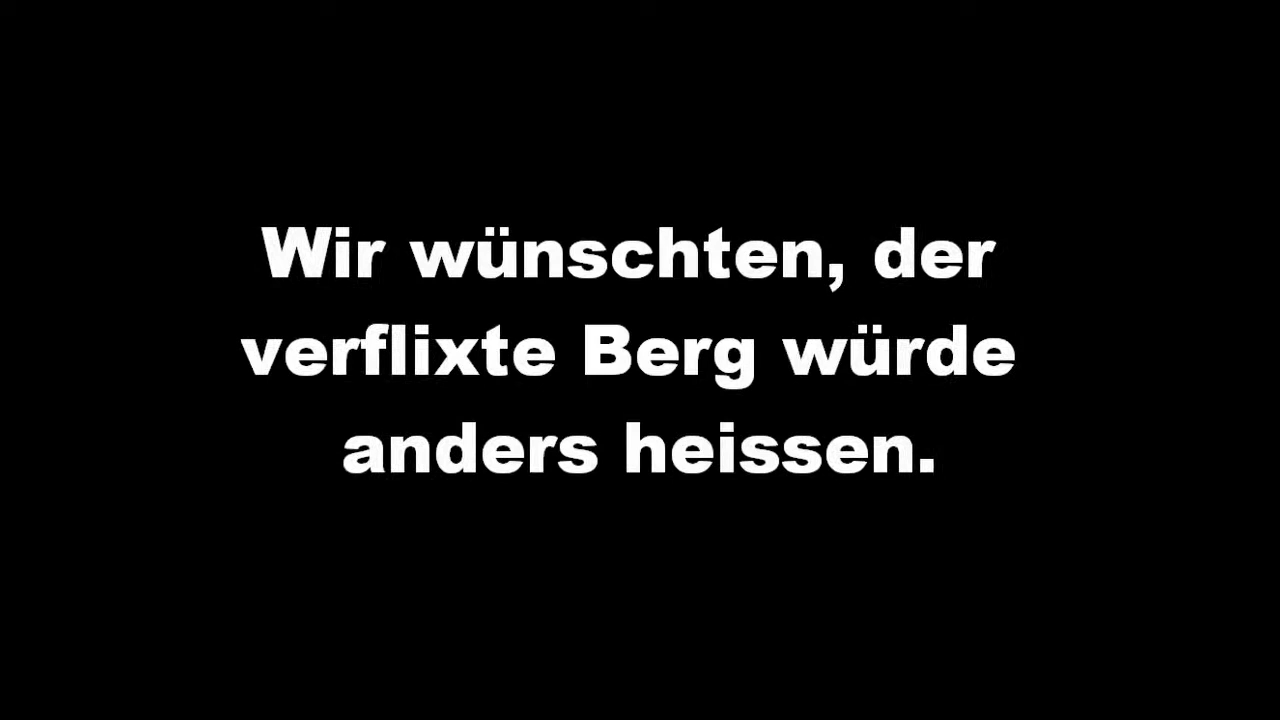 Wir wünschten, der
verflixte Berg würde
anders heissen.